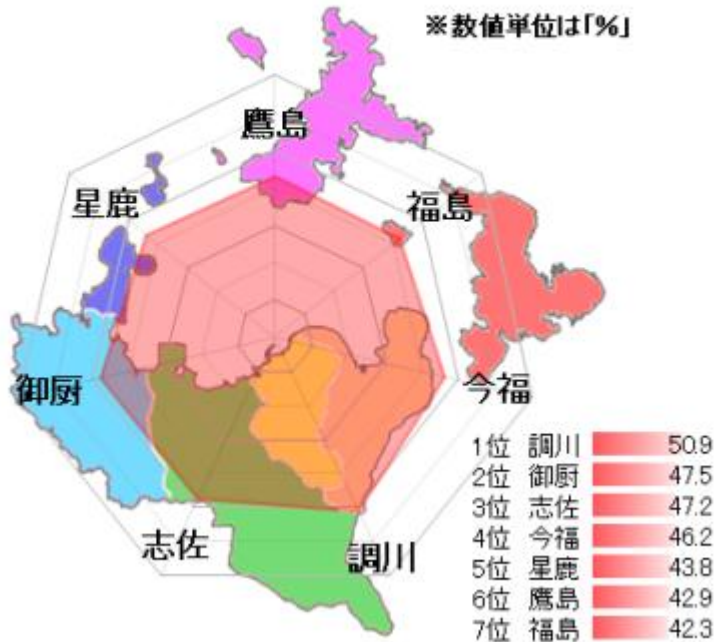 ※数値単位は「%」
鷹島
星鹿
福島
御厨
今福
志佐
調川
1位 調川 50.9
2位 御厨 47.5
3位 志佐 47.2
4位 今福 46.2
5位 星鹿 43.8
6位 鷹島 42.9
7位 福島 42.3